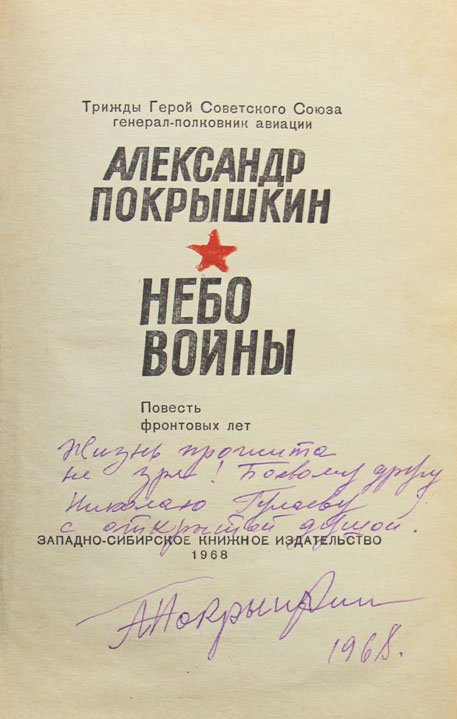 Трижды Герой Советского Союза
генерал-полковник авиации
АЛЕКСАНДР
ПОКРЫШКИН
НЕБО
ВОЙНЫ
Повесть
фронтовых лет
Жизнь прожита
не зря! Боевому другу
Николаю Гулаеву
с открытой душой.
ЗАПАДНО-СИБИРСКОЕ КНИЖНОЕ ИЗДАТЕЛЬСТВО
1968
АПокрышкин
1968.